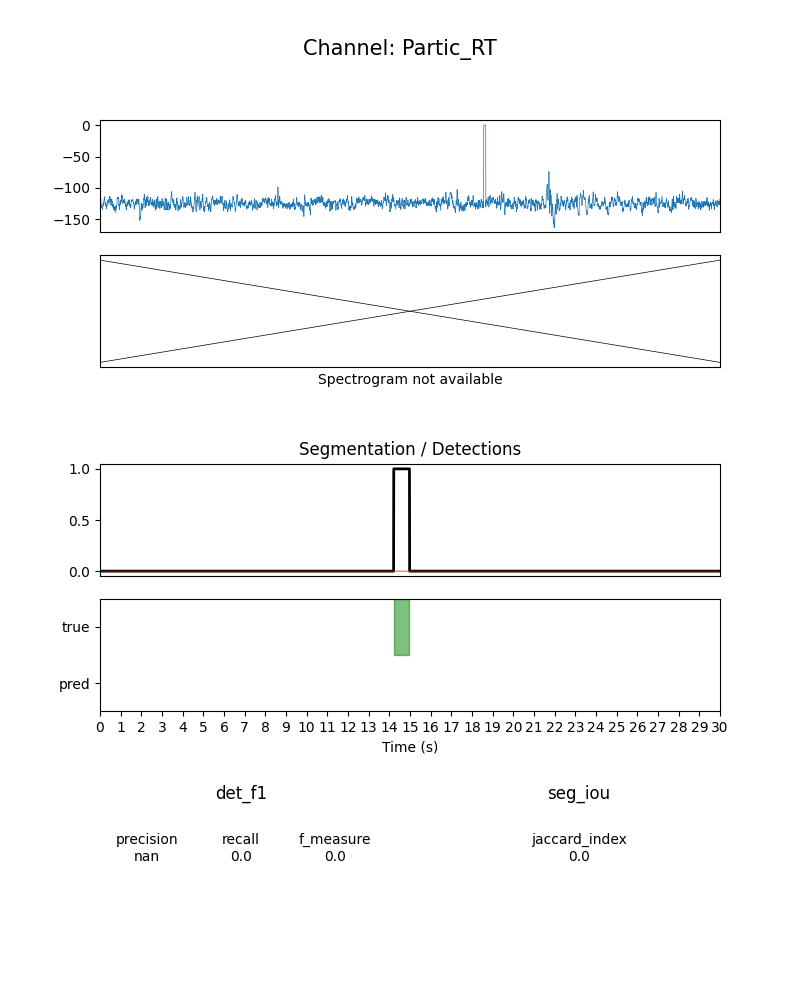 Channel: Partic_RT
0
−50
−100
−150
Spectrogram not available
Segmentation / Detections
1.0
0.5
0.0
true
pred
0 1 2 3 4 5 6 7 8 9 10 11 12 13 14 15 16 17 18 19 20 21 22 23 24 25 26 27 28 29 30
Time (s)
det_f1 seg_iou
precision recall f_measure jaccard_index
nan 0.0 0.0 0.0